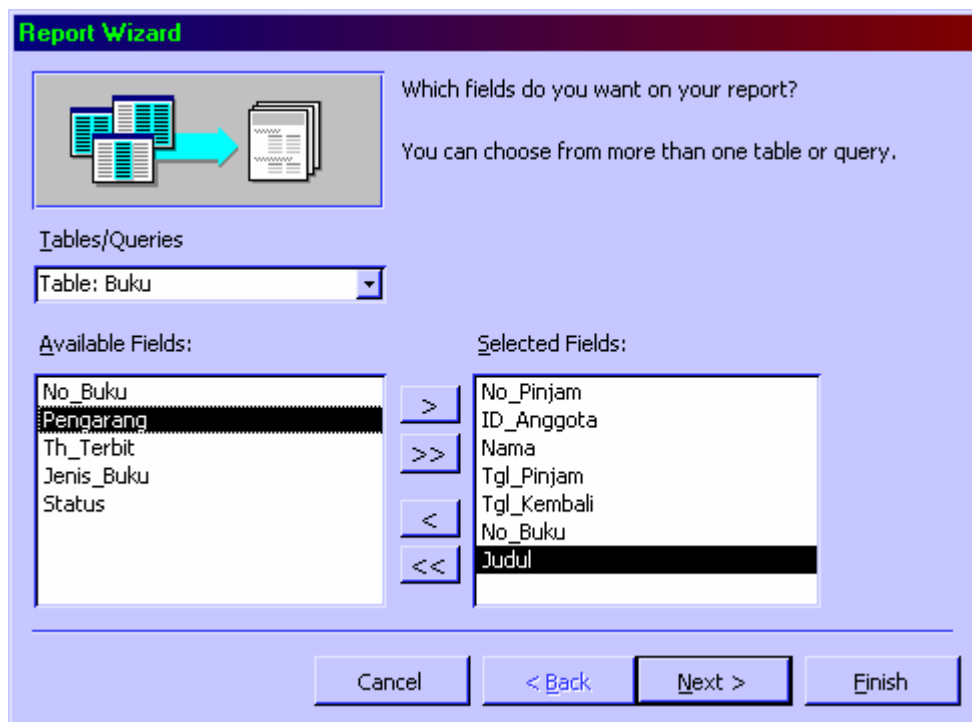 Report Wizard
Which fields do you want on your report?
You can choose from more than one table or query.
Tables/Queries
Table: Buku
Available Fields:
No_Buku
Pengarang
Th_Terbit
Jenis_Buku
Status
>
>>
<
<<
Selected Fields:
No_Pinjam
ID_Anggota
Nama
Tgl_Pinjam
Tgl_Kembali
No_Buku
Judul
Cancel
< Back
Next >
Finish